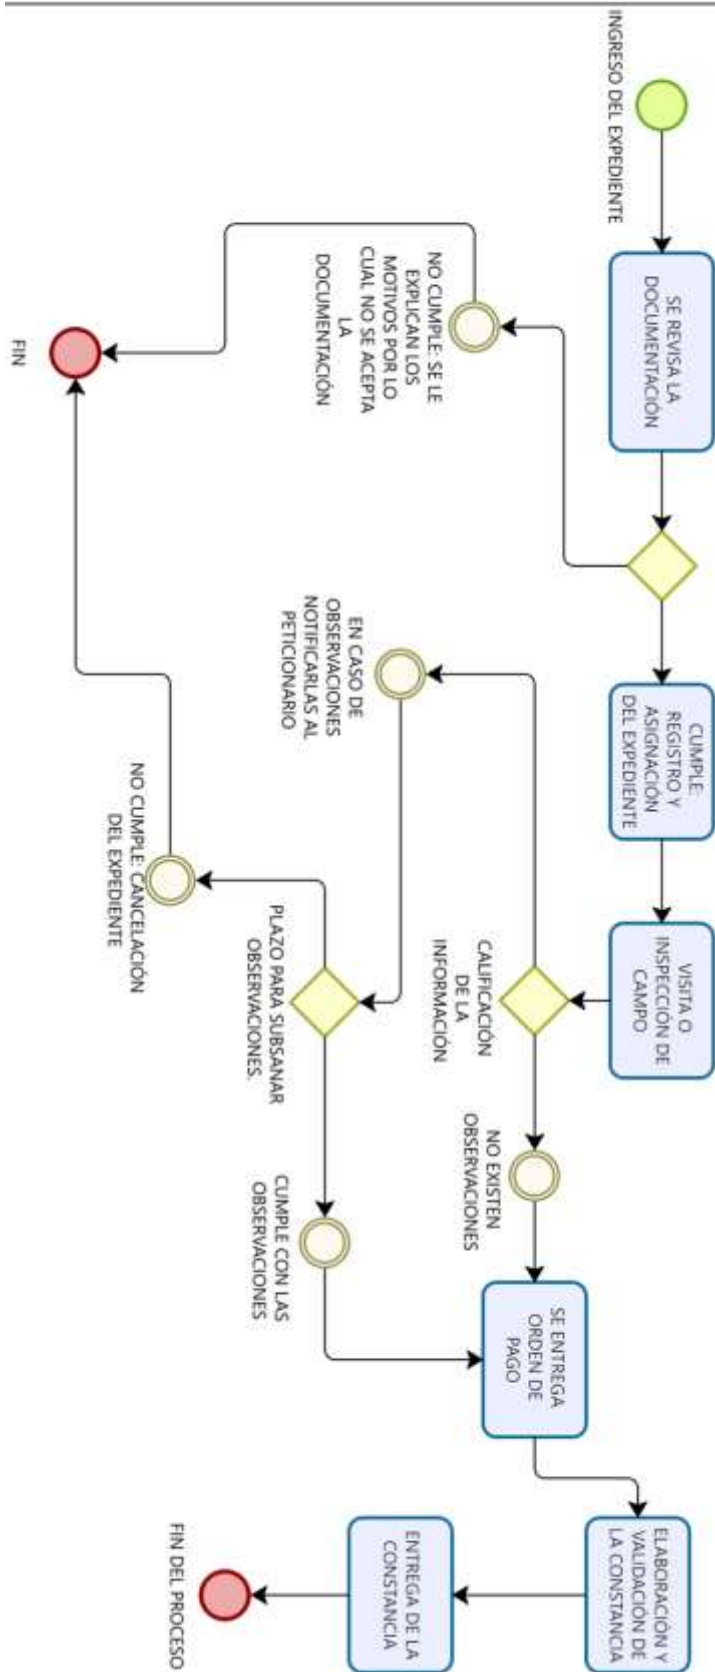 INGRESO DEL EXPEDIENTE
SE REVISA LA
DOCUMENTACIÓN
NO CUMPLE: SE LE
EXPLICAN LOS
MOTIVOS POR LO
CUAL NO SE ACEPTA
LA
DOCUMENTACIÓN
FIN
CUMPLE:
REGISTRO Y
ASIGNACIÓN
DEL EXPEDIENTE
VISITA O
INSPECCIÓN DE
CAMPO
CALIFICACIÓN
DE LA
INFORMACIÓN
EN CASO DE
OBSERVACIONES
NOTIFICARLAS AL
PETICIONARIO
PLAZO PARA SUBSANAR
OBSERVACIONES.
NO CUMPLE: CANCELACIÓN
DEL EXPEDIENTE
NO EXISTEN
OBSERVACIONES
CUMPLE CON LAS
OBSERVACIONES
SE ENTREGA
ORDEN DE
PAGO
ELABORACIÓN Y
VALIDACIÓN DE
LA CONSTANCIA
ENTREGA DE LA
CONSTANCIA
FIN DEL PROCESO